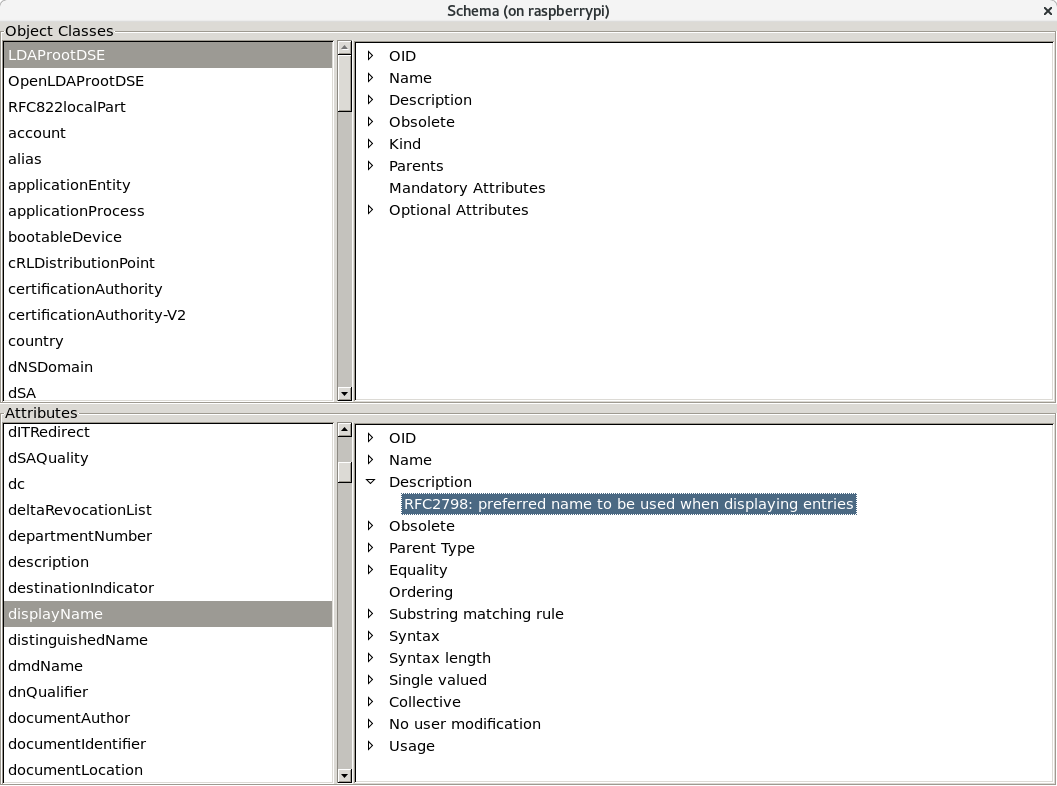 Schema (on raspberrypi)
Object Classes
LDAProotDSE
OpenLDAProotDSE
RFC822localPart
account
alias
applicationEntity
applicationProcess
bootableDevice
cRLDistributionPoint
certificationAuthority
certificationAuthority-V2
country
dNSDomain
dSA
OID
Name
Description
Obsolete
Kind
Parents
Mandatory Attributes
Optional Attributes
Attributes
dITRedirect
dSAQuality
dc
deltaRevocationList
departmentNumber
description
destinationIndicator
displayName
distinguishedName
dmdName
dnQualifier
documentAuthor
documentIdentifier
documentLocation
OID
Name
Description
RFC2798: preferred name to be used when displaying entries
Obsolete
Parent Type
Equality
Ordering
Substring matching rule
Syntax
Syntax length
Single valued
Collective
No user modification
Usage